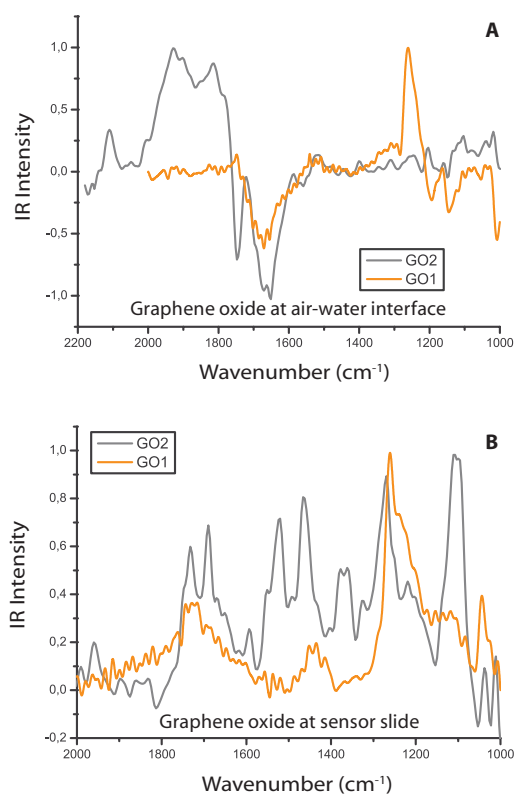 A
1,0
0,5
0,0
-0,5
-1,0
IR Intensity
GO2
GO1
Graphene oxide at air-water interface
2200 2000 1800 1600 1400 1200 1000
Wavenumber (cm-1)
B
GO2
GO1
1,0
0,8
0,6
0,4
0,2
0,0
-0,2
IR Intensity
Graphene oxide at sensor slide
2000 1800 1600 1400 1200 1000
Wavenumber (cm-1)